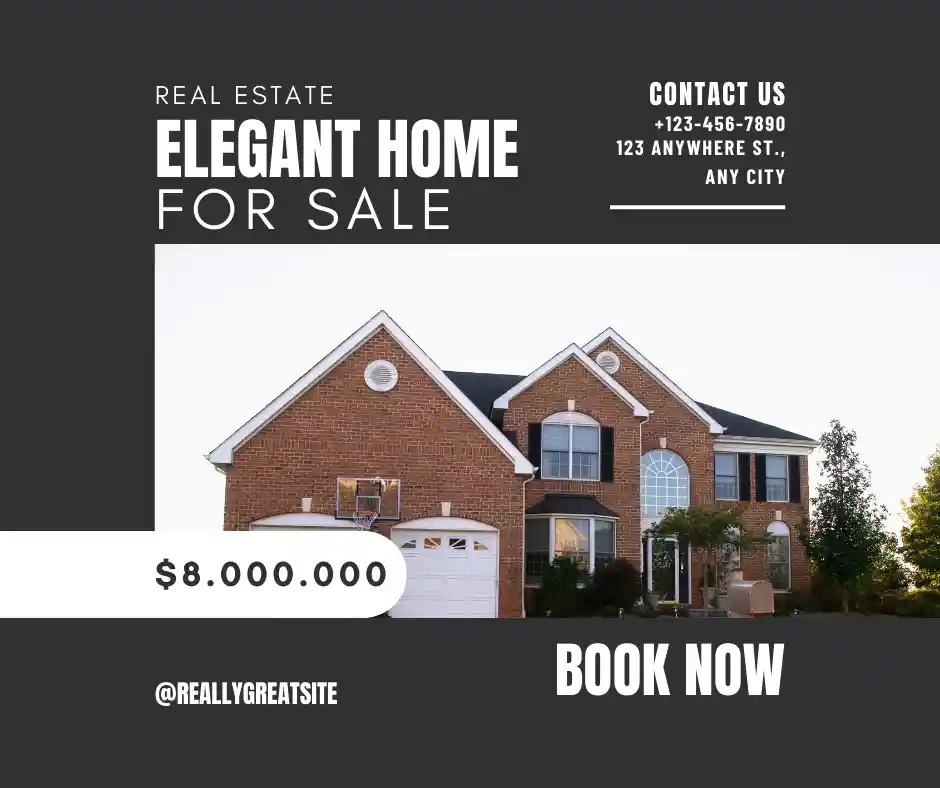 REAL ESTATE
ELEGANT HOME
FOR SALE
CONTACT US
+123-456-7890
123 ANYWHERE ST.,
ANY CITY
$8.000.000
@REALLYGREATSITE
BOOK NOW